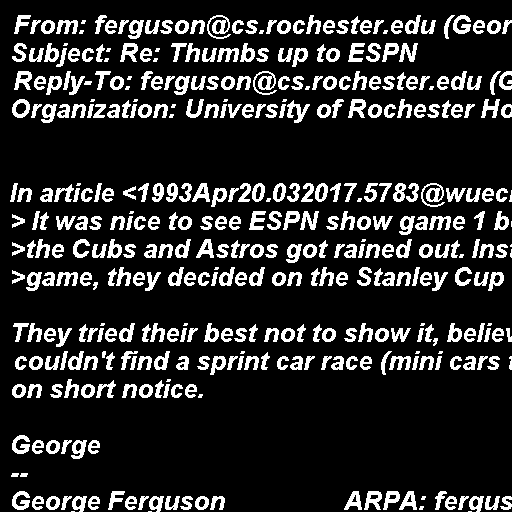 From: ferguson@cs.rochester.edu (Geor
Subject: Re: Thumbs up to ESPN
Reply-To: ferguson@cs.rochester.edu (G
Organization: University of Rochester Ho
In article <1993Apr20.032017.5783@wuec
> It was nice to see ESPN show game 1 b
>the Cubs and Astros got rained out. Inst
>game, they decided on the Stanley Cup
They tried their best not to show it, believ
couldn't find a sprint car race (mini cars t
on short notice.
George
--
George Ferguson ARPA: fergus